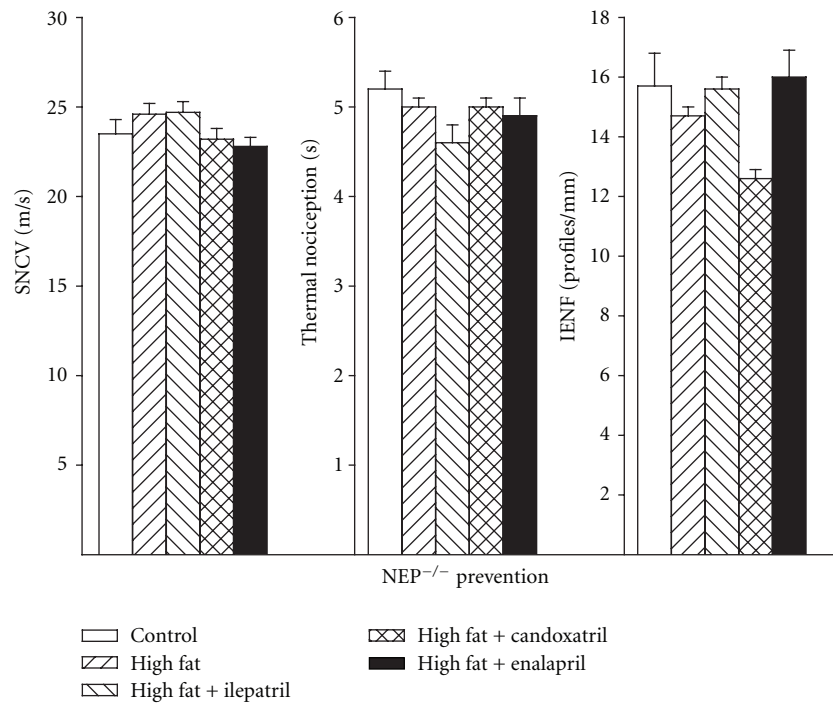 SNCV (m/s)
30
25
20
15
10
5
Thermal nociception (s)
6
5
4
3
2
1
IENF (profiles/mm)
18
16
14
12
10
8
6
4
2
NEP⁻/⁻ prevention
Control
High fat
High fat + ilepatril
High fat + candoxatril
High fat + enalapril